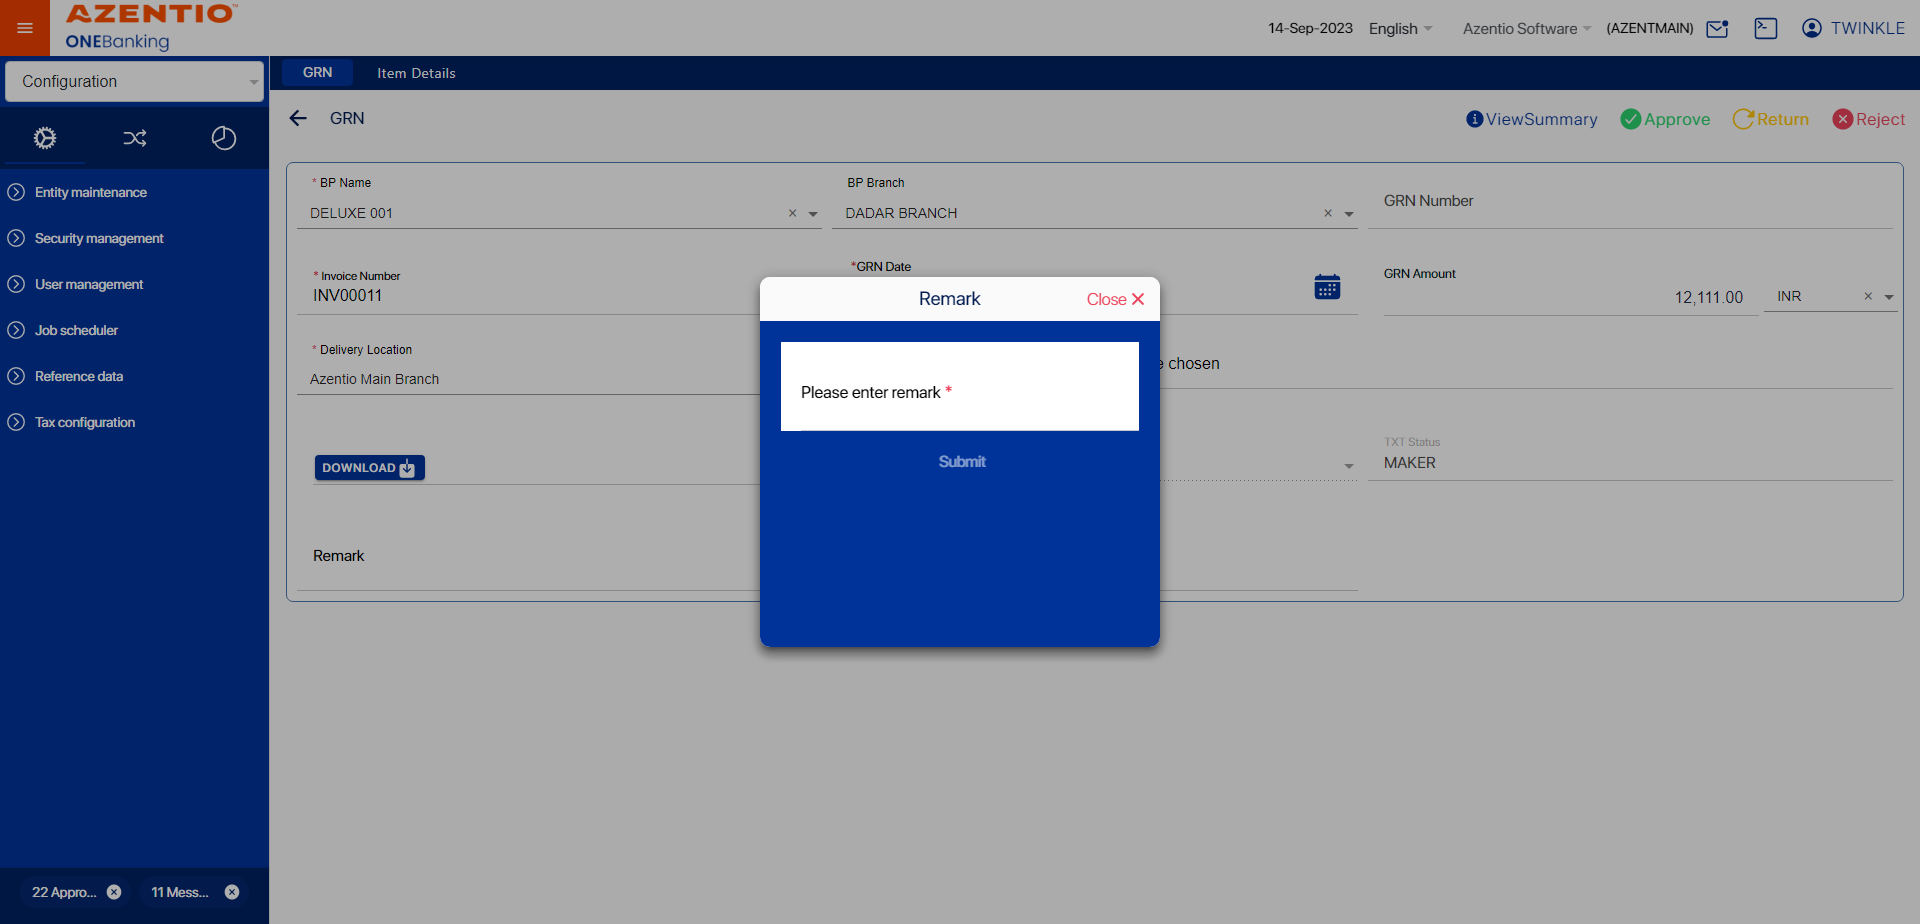 AZENTIO™
ONEBanking
14-Sep-2023 English Azentio Software (AZENTMAIN) TWINKLE
Configuration
GRN Item Details
GRN
ViewSummary Approve Return Reject
Entity maintenance
Security management
User management
Job scheduler
Reference data
Tax configuration
* BP Name
DELUXE 001
BP Branch
DADAR BRANCH
GRN Number
* Invoice Number
INV00011
*GRN Date
GRN Amount
12,111.00 INR
* Delivery Location
Azentio Main Branch
chosen
DOWNLOAD
TXT Status
MAKER
Remark
Remark Close
Please enter remark *
Submit
22 Appro... 11 Mess...